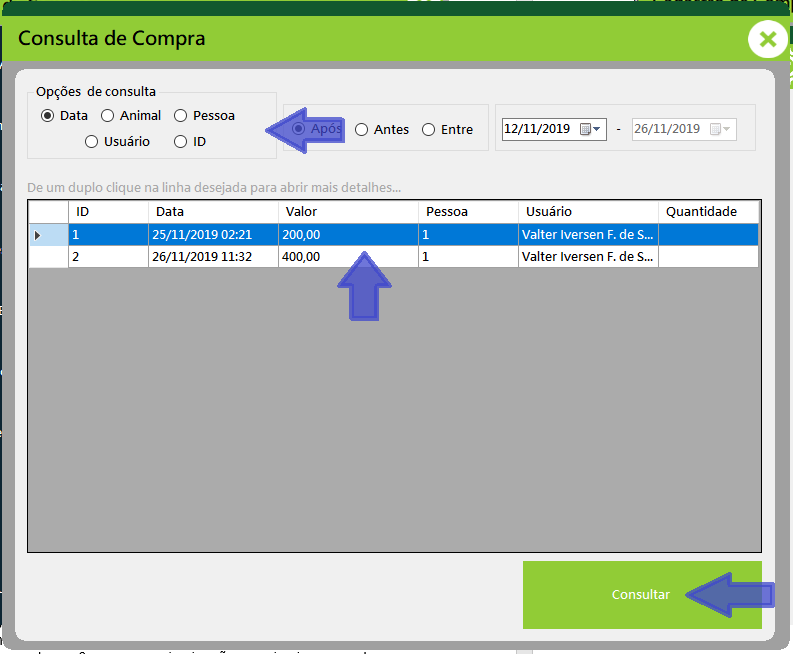 Consulta de Compra
Opções de consulta
Data Animal Pessoa
Usuário ID
Após Antes Entre
12/11/2019 - 26/11/2019
De um duplo clique na linha desejada para abrir mais detalhes...
ID Data Valor Pessoa Usuário Quantidade
1 25/11/2019 02:21 200,00 1 Valter Iversen F. de S...
2 26/11/2019 11:32 400,00 1 Valter Iversen F. de S...
Consultar